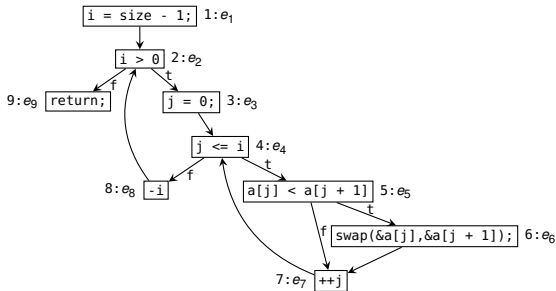 i = size - 1; 1:e₁
i > 0 2:e₂
f t
9:e₉ return; j = 0; 3:e₃
j <= i 4:e₄
f t
8:e₈ -i a[j] < a[j + 1] 5:e₅
f t
swap(&a[j],&a[j + 1]); 6:e₆
7:e₇ ++j